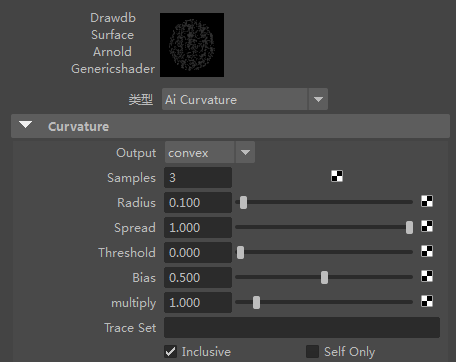 Drawdb
Surface
Arnold
Genericshader
类型 Ai Curvature
Curvature
Output convex
Samples 3
Radius 0.100
Spread 1.000
Threshold 0.000
Bias 0.500
multiply 1.000
Trace Set
Inclusive Self Only